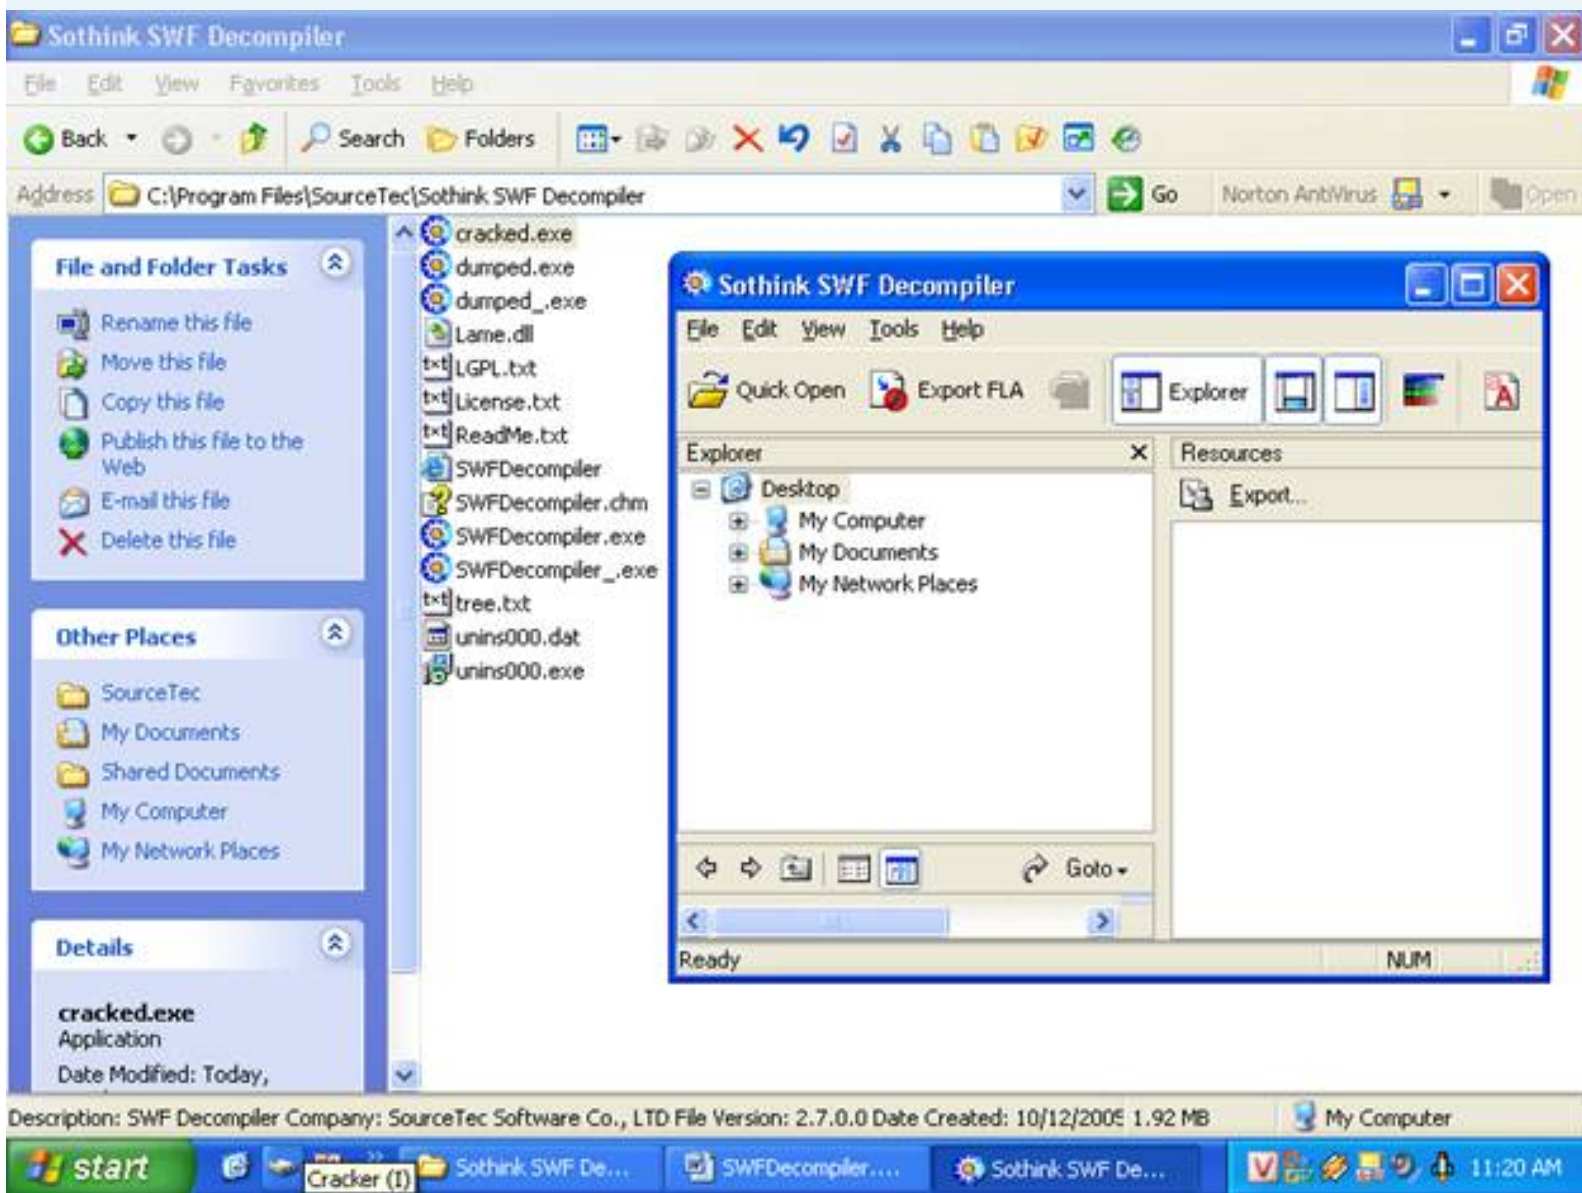 Sothink SWF Decompiler
File Edit View Favorites Tools Help
Back Search Folders
Address C:\Program Files\SourceTec\Sothink SWF Decompiler Go Norton AntiVirus Open
File and Folder Tasks
Rename this file
Move this file
Copy this file
Publish this file to the
Web
E-mail this file
Delete this file
Other Places
SourceTec
My Documents
Shared Documents
My Computer
My Network Places
Details
cracked.exe
Application
Date Modified: Today,
cracked.exe
dumped.exe
dumped_.exe
Lame.dll
LGPL.txt
License.txt
ReadMe.txt
SWFDecompiler
SWFDecompiler.chm
SWFDecompiler.exe
SWFDecompiler_.exe
tree.txt
unins000.dat
unins000.exe
Sothink SWF Decompiler
File Edit View Tools Help
Quick Open Export FLA Explorer
Explorer
Desktop
My Computer
My Documents
My Network Places
Goto
Resources
Export...
Ready NUM
Description: SWF Decompiler Company: SourceTec Software Co., LTD File Version: 2.7.0.0 Date Created: 10/12/2005 1.92 MB My Computer
start Cracker (I) Sothink SWF De... SWFDecompiler.... Sothink SWF De... 11:20 AM